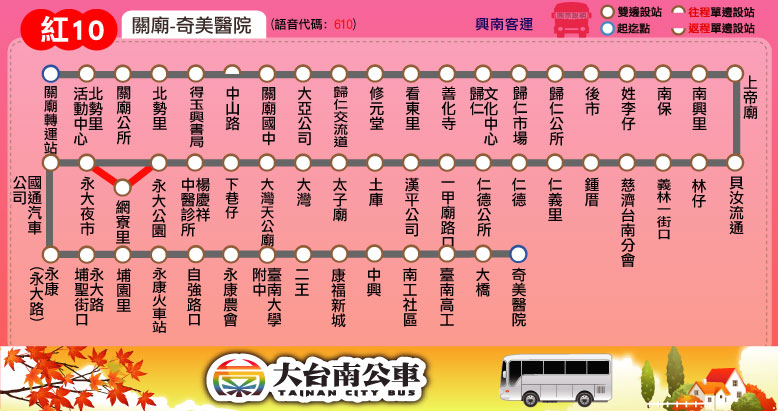 紅10
關廟-奇美醫院
(語音代碼: 610)
興南客運
雙邊設站
往程單邊設站
起迄點
返程單邊設站
關廟轉運站
北勢里活動中心
關廟公所
北勢里
得玉興書局
中山路
關廟國中
大亞公司
歸仁交流道
修元堂
看東里
善化寺
歸仁文化中心
歸仁市場
歸仁公所
後市
姓李仔
南保
南興里
上帝廟
貝汝流通
林仔
義林一街口
慈濟台南分會
鍾厝
仁義里
仁德
仁德公所
一甲廟路口
漢平公司
土庫
太子廟
大灣
大灣天公廟
下巷仔
楊慶祥中醫診所
永大公園
網寮里
永大夜市
國通汽車公司
永康(永大路)
永大路埔聖街口
埔園里
永康火車站
自強路口
永康農會
臺南大學附中
二王
康福新城
中興
南工社區
臺南高工
大橋
奇美醫院
大台南公車
TAINAN CITY BUS